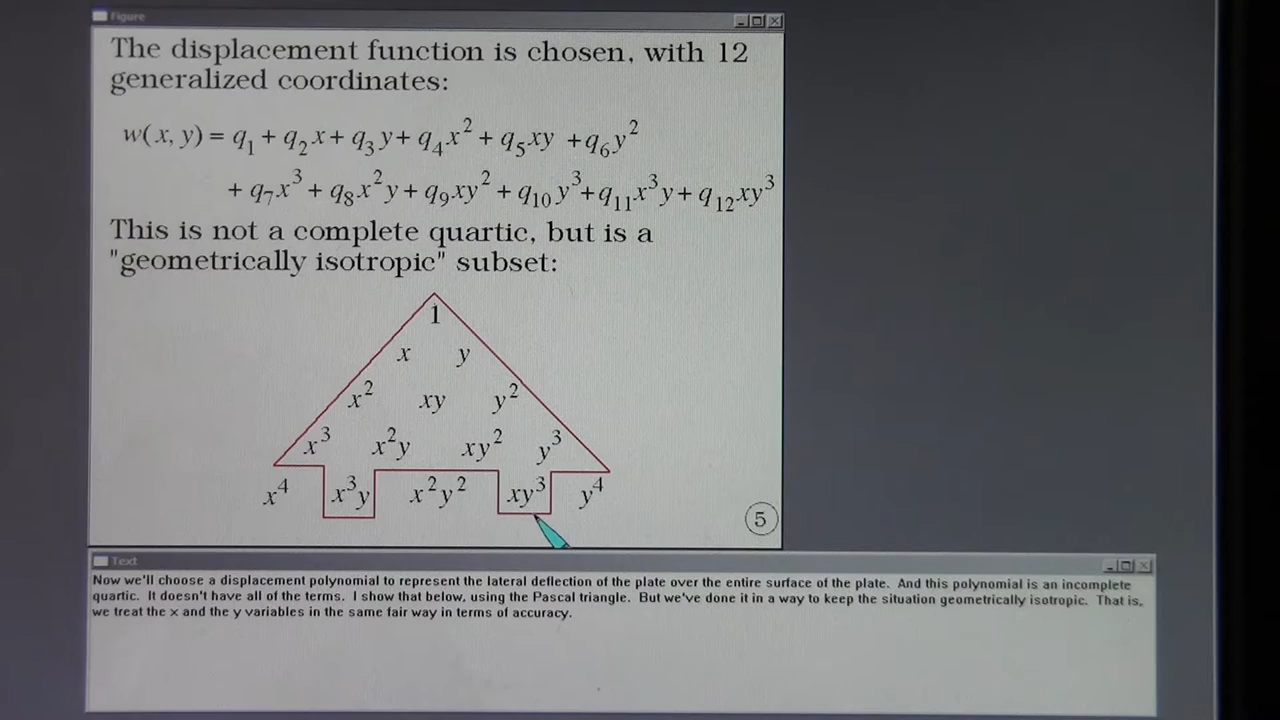 Figure
The displacement function is chosen, with 12
generalized coordinates:
w(x, y) = q₁ + q₂x + q₃y + q₄x² + q₅xy + q₆y²
+ q₇x³ + q₈x²y + q₉xy² + q₁₀y³ + q₁₁x³y + q₁₂xy³
This is not a complete quartic, but is a
"geometrically isotropic" subset:
1
x y
x² xy y²
x³ x²y xy² y³
x⁴ x³y x²y² xy³ y⁴
5
Text
Now we'll choose a displacement polynomial to represent the lateral deflection of the plate over the entire surface of the plate. And this polynomial is an incomplete
quartic. It doesn't have all of the terms. I show that below, using the Pascal triangle. But we've done it in a way to keep the situation geometrically isotropic. That is,
we treat the x and the y variables in the same fair way in terms of accuracy.